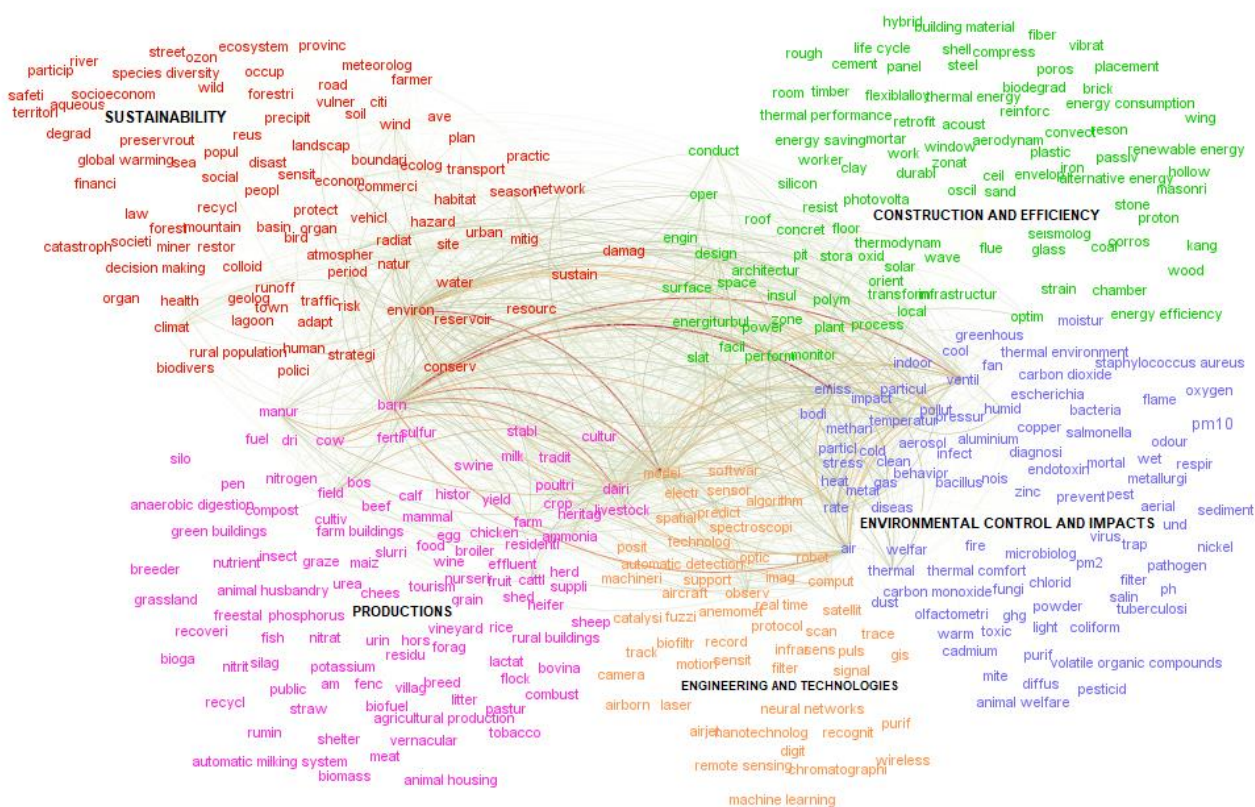 street
ozon
ecosystem
provinc
river
meteorolog
particip
species diversity
occup
road
farmer
safeti
socioeconom
wild
forestri
aqueous
vulner
citi
territori
SUSTAINABILITY
precipit
soil
wind
ave
degrad
preservrout
reus
landscap
plan
global warming
sea
popul
disast
boundari
ecolog
transport
practic
financi
social
sensit
econom
commerci
peopl
habitat
season
network
law
recycl
protect
vehicl
hazard
forest
mountain
basin
organ
urban
mitig
catastroph
societi
miner
restor
bird
radiat
site
damag
atmospher
natur
decision making
colloid
period
water
sustain
runoff
organ
health
geolog
town
traffic
risk
environ
reservoir
resourc
climat
lagoon
adapt
rural population
human
strategi
biodivers
polici
conserv
hybrid
building material
fiber
rough
life cycle
shell
compress
vibrat
cement
panel
steel
poros
placement
room
timber
flexiblalloy
thermal energy
biodegrad
brick
reinforc
energy consumption
thermal performance
retrofit
acoust
wing
energy saving
mortar
window
aerodynam
convect
reson
conduct
worker
work
zonat
plastic
passiv
renewable energy
clay
durabl
ceil
envelop
iron
alternative energy
hollow
silicon
oscil
sand
masonri
oper
resist
photovolta
stone
roof
concret
floor
CONSTRUCTION AND EFFICIENCY
proton
engin
seismolog
design
pit
thermodynam
flue
glass
coal
corros
kang
stora
oxid
wave
architectur
solar
wood
surface
space
orient
insul
polym
transform
infrastructur
strain
chamber
energiturbul
power
zone
plant
process
local
optim
energy efficiency
facil
slat
perform
monitor
moistur
greenhous
cool
indoor
fan
thermal environment
staphylococcus aureus
emiss
particul
ventil
carbon dioxide
oxygen
impact
escherichia
flame
bodi
pollut
pressur
humid
bacteria
methan
temperatur
copper
salmonella
pm10
particl
cold
aerosol
aluminium
odour
stress
clean
infect
diagnosi
mortal
wet
respir
heat
behavior
endotoxin
metal
gas
bacillus
nois
zinc
prevent
pest
metallurgi
rate
diseas
aerial
sediment
ENVIRONMENTAL CONTROL AND IMPACTS
und
air
welfar
fire
virus
trap
nickel
microbiolog
thermal
thermal comfort
pm2
pathogen
carbon monoxide
fungi
chlorid
filter
ph
dust
salin
olfactometri
ghg
powder
tuberculosi
warm
toxic
light
coliform
cadmium
purif
volatile organic compounds
mite
diffus
pesticid
animal welfare
manur
barn
fuel
dri
cow
fertil
sulfur
stabl
cultur
silo
swine
milk
tradit
pen
nitrogen
bos
poultri
dairi
anaerobic digestion
field
calf
histor
yield
crop
livestock
compost
beef
heritag
cultiv
mammal
farm
green buildings
farm buildings
egg
chicken
ammonia
insect
slurri
food
broiler
residenti
breeder
nutrient
graze
maiz
wine
effluent
herd
animal husbandry
urea
tourism
nurseri
fruit
cattl
suppli
grassland
chees
grain
shed
heifer
freestal
phosphorus
PRODUCTIONS
sheep
recoveri
vineyard
rice
fish
nitrat
urin
hors
rural buildings
bioga
residu
forag
nitrit
silag
potassium
lactat
bovina
public
am
fenc
villag
breed
flock
recycl
straw
biofuel
litter
pastur
combust
agricultural production
rumin
shelter
vernacular
tobacco
automatic milking system
meat
biomass
animal housing
model
softwar
electr
sensor
algorithm
spatial
predict
spectroscopi
posit
technolog
optic
robot
automatic detection
machineri
support
imag
comput
aircraft
observ
catalysi
fuzzi
anemomet
real time
satellit
protocol
biofiltr
record
scan
trace
track
infrar
sens
puls
gis
motion
sensit
filter
signal
camera
ENGINEERING AND TECHNOLOGIES
airborn
laser
neural networks
airjet
nanotechnolog
recognit
purif
digit
remote sensing
chromatographi
wireless
machine learning